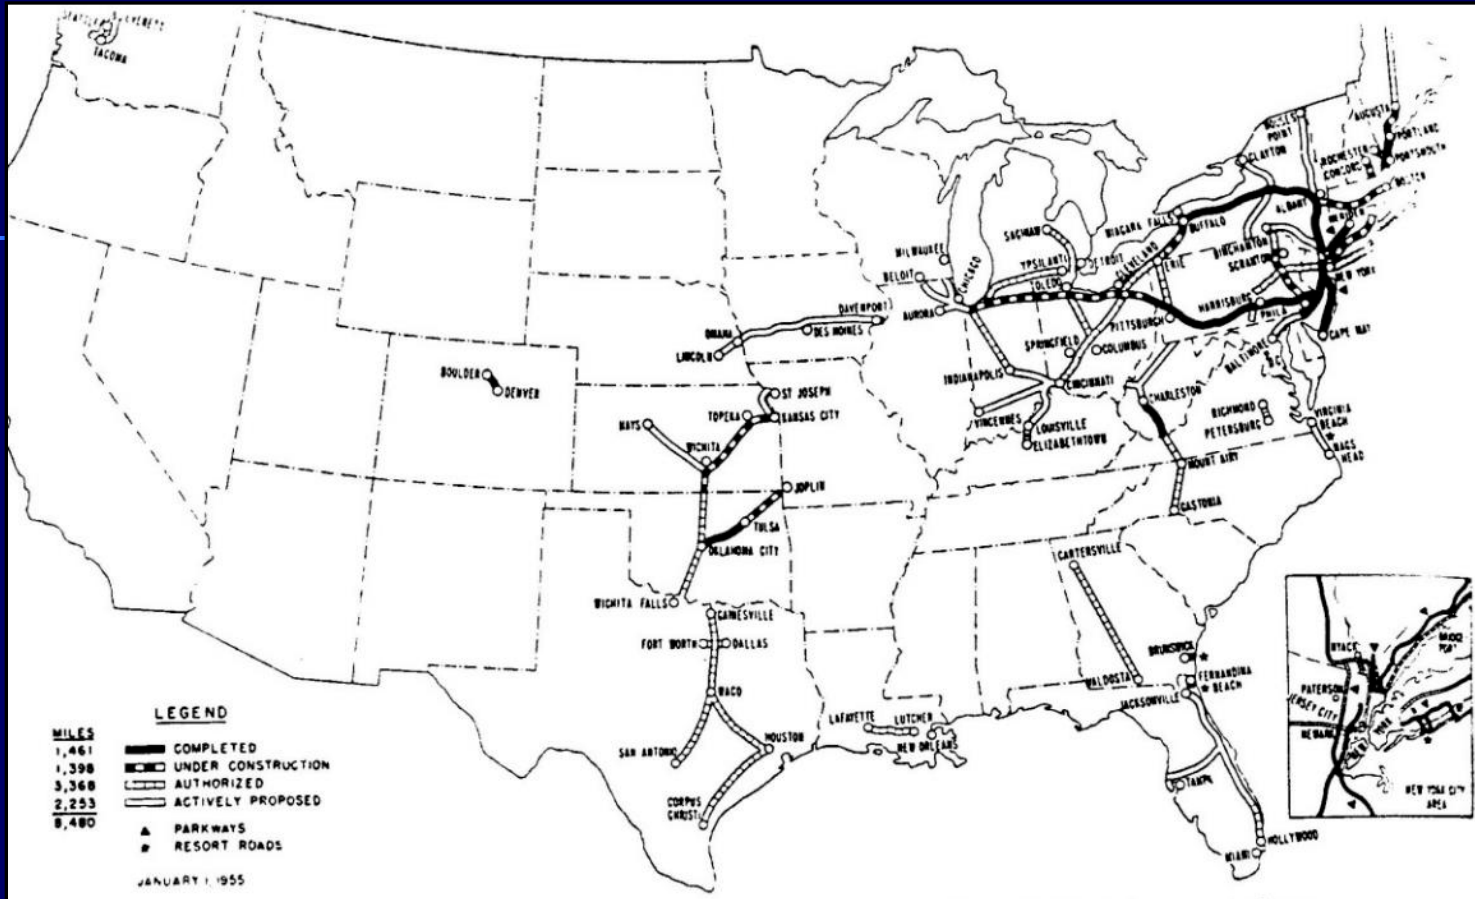 SEATTLE
EVERETT
TACOMA
ROUSES
POINT
AUGUSTA
PORTLAND
PORTSMOUTH
ROCHESTER
CONCORD
CLAYTON
BOSTON
ALBANY
MERIDEN
NIAGARA FALLS
BUFFALO
BINGHAMTON
SCRANTON
NEW YORK
SAGINAW
MILWAUKEE
BELOIT
CHICAGO
YPSILANTI
DETROIT
CLEVELAND
ERIE
TOLEDO
HARRISBURG
PHILA
CAPE MAY
DAVENPORT
AURORA
PITTSBURGH
OMAHA
DES MOINES
LINCOLN
SPRINGFIELD
COLUMBUS
BALTIMORE
D.C.
BOULDER
DENVER
INDIANAPOLIS
CINCINNATI
ST JOSEPH
CHARLESTON
TOPEKA
KANSAS CITY
HAYS
VINCENNES
LOUISVILLE
ELIZABETHTOWN
RICHMOND
PETERSBURG
VIRGINIA
BEACH
NAGS
HEAD
WICHITA
MOUNT AIRY
JOPLIN
TULSA
GASTONIA
OKLAHOMA CITY
CARTERSVILLE
WICHITA FALLS
GAINESVILLE
FORT WORTH
DALLAS
BRUNSWICK
WACO
VALDOSTA
FERNANDINA
BEACH
JACKSONVILLE
LAFAYETTE
LUTCHER
NEW ORLEANS
SAN ANTONIO
HOUSTON
CORPUS
CHRISTI
HOLLYWOOD
MIAMI
NYACK
BRIDGE
PORT
PATERSON
JERSEY CITY
NEWARK
NEW YORK CITY
AREA
LEGEND
MILES
1,461 COMPLETED
1,398 UNDER CONSTRUCTION
3,368 AUTHORIZED
2,253 ACTIVELY PROPOSED
8,480
PARKWAYS
RESORT ROADS
JANUARY 1, 1955